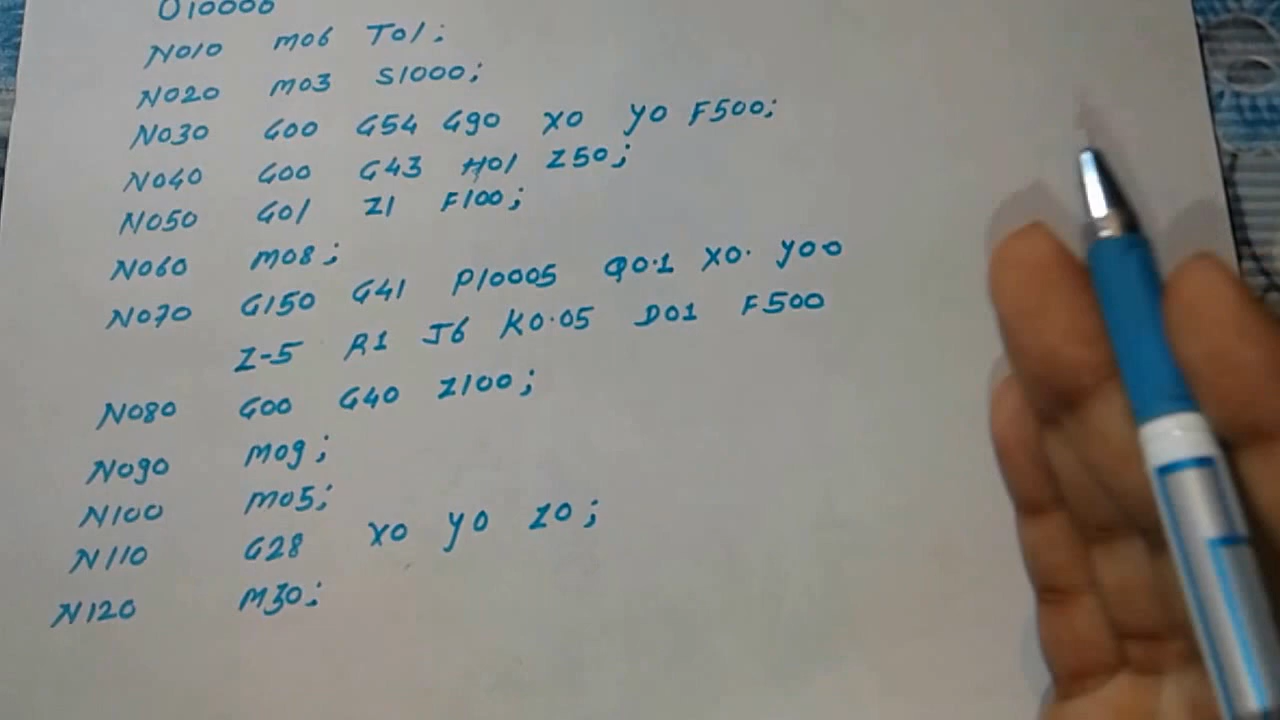 O10000
N010 M06 T01;
N020 M03 S1000;
N030 G00 G54 G90 X0 Y0 F500;
N040 G00 G43 H01 Z50;
N050 G01 Z1 F100;
N060 M08;
N070 G150 G41 P10005 Q0.1 X0. Y00
Z-5 R1 J6 K0.05 D01 F500
N080 G00 G40 Z100;
N090 M09;
N100 M05;
N110 G28 X0 Y0 Z0;
N120 M30;